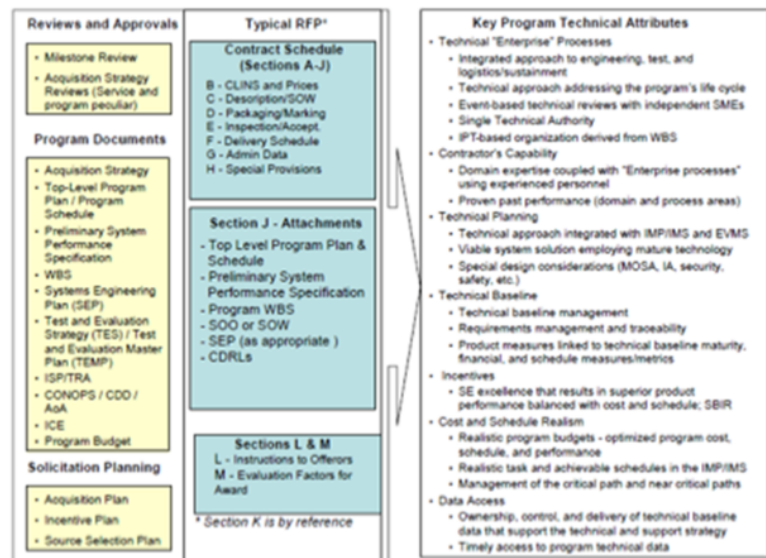 Reviews and Approvals
• Milestone Review
• Acquisition Strategy
Reviews (Service and
program peculiar)
Program Documents
• Acquisition Strategy
• Top-Level Program
Plan / Program
Schedule
• Preliminary System
Performance
Specification
• WBS
• Systems Engineering
Plan (SEP)
• Test and Evaluation
Strategy (TES) / Test
and Evaluation Master
Plan (TEMP)
• ISP/TRA
• CONOPS / CDD /
AoA
• ICE
• Program Budget
Solicitation Planning
• Acquisition Plan
• Incentive Plan
• Source Selection Plan
Typical RFP*
Contract Schedule
(Sections A-J)
B - CLINS and Prices
C - Description/SOW
D - Packaging/Marking
E - Inspection/Accept.
F - Delivery Schedule
G - Admin Data
H - Special Provisions
Section J - Attachments
- Top Level Program Plan &
Schedule
- Preliminary System
Performance Specification
- Program WBS
- SOO or SOW
- SEP (as appropriate )
- CDRLs
Sections L & M
L - Instructions to Offerors
M - Evaluation Factors for
Award
* Section K is by reference
Key Program Technical Attributes
• Technical "Enterprise" Processes
• Integrated approach to engineering, test, and
logistics/sustainment
• Technical approach addressing the program's life cycle
• Event-based technical reviews with independent SMEs
• Single Technical Authority
• IPT-based organization derived from WBS
• Contractor's Capability
• Domain expertise coupled with "Enterprise processes"
using experienced personnel
• Proven past performance (domain and process areas)
• Technical Planning
• Technical approach integrated with IMP/IMS and EVMS
• Viable system solution employing mature technology
• Special design considerations (MOSA, IA, security,
safety, etc.)
• Technical Baseline
• Technical baseline management
• Requirements management and traceability
• Product measures linked to technical baseline maturity,
financial, and schedule measures/metrics
• Incentives
• SE excellence that results in superior product
performance balanced with cost and schedule; SBIR
• Cost and Schedule Realism
• Realistic program budgets - optimized program cost,
schedule, and performance
• Realistic task and achievable schedules in the IMP/IMS
• Management of the critical path and near critical paths
• Data Access
• Ownership, control, and delivery of technical baseline
data that support the technical and support strategy
• Timely access to program technical data